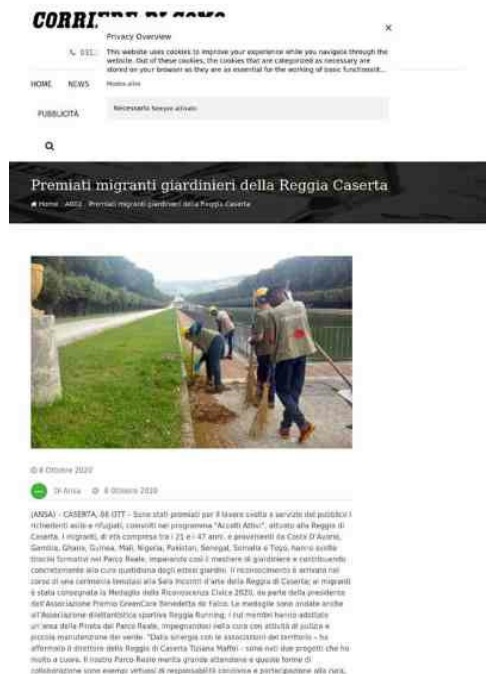 CORRIERE DI COMO
Privacy Overview
This website uses cookies to improve your experience while you navigate through the
website. Out of these cookies, the cookies that are categorized as necessary are
stored on your browser as they are as essential for the working of basic functionalit...
HOME NEWS Mostra altro
PUBBLICITÀ Necessario Sempre attivato
Premiati migranti giardinieri della Reggia Caserta
Home ANSA Premiati migranti giardinieri della Reggia Caserta
8 Ottobre 2020
Di Ansa 8 Ottobre 2020
(ANSA) - CASERTA, 08 OTT - Sono stati premiati per il lavoro svolto a servizio del pubblico i
richiedenti asilo e rifugiati, coinvolti nel programma "Accolti Attivi", attivato alla Reggia di
Caserta. I migranti, di età compresa tra i 21 e i 47 anni, e provenienti da Costa D'Avorio,
Gambia, Ghana, Guinea, Mali, Nigeria, Pakistan, Senegal, Somalia e Togo, hanno svolto
tirocini formativi nel Parco Reale, imparando così il mestiere di giardiniere e contribuendo
concretamente alla cura quotidiana degli estesi giardini. Il riconoscimento è arrivato nel
corso di una cerimonia tenutasi alla Sala Incontri d'arte della Reggia di Caserta; ai migranti
è stata consegnata la Medaglia della Riconoscenza Civica 2020, da parte della presidente
dell'Associazione Premio GreenCare Benedetta de Falco. Le medaglie sono andate anche
all'Associazione dilettantistica sportiva Reggia Running, i cui membri hanno adottato
un'area della Pineta del Parco Reale, impegnandosi nella cura con attività di pulizia e
piccola manutenzione del verde. "Dalla sinergia con le associazioni del territorio - ha
affermato il direttore della Reggia di Caserta Tiziana Maffei - sono nati due progetti che ho
molto a cuore. Il nostro Parco Reale merita grande attenzione e queste forme di
collaborazione sono esempi virtuosi di responsabilità condivisa e partecipazione alla cura,